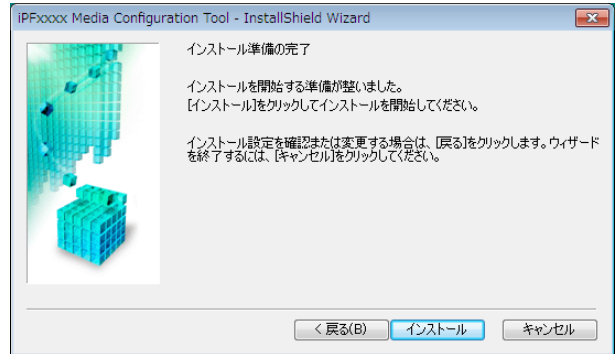 iPFxxxx Media Configuration Tool - InstallShield Wizard
インストール準備の完了
インストールを開始する準備が整いました。
[インストール]をクリックしてインストールを開始してください。
インストール設定を確認または変更する場合は、[戻る]をクリックします。ウィザード
を終了するには、[キャンセル]をクリックしてください。
< 戻る(B)
インストール
キャンセル